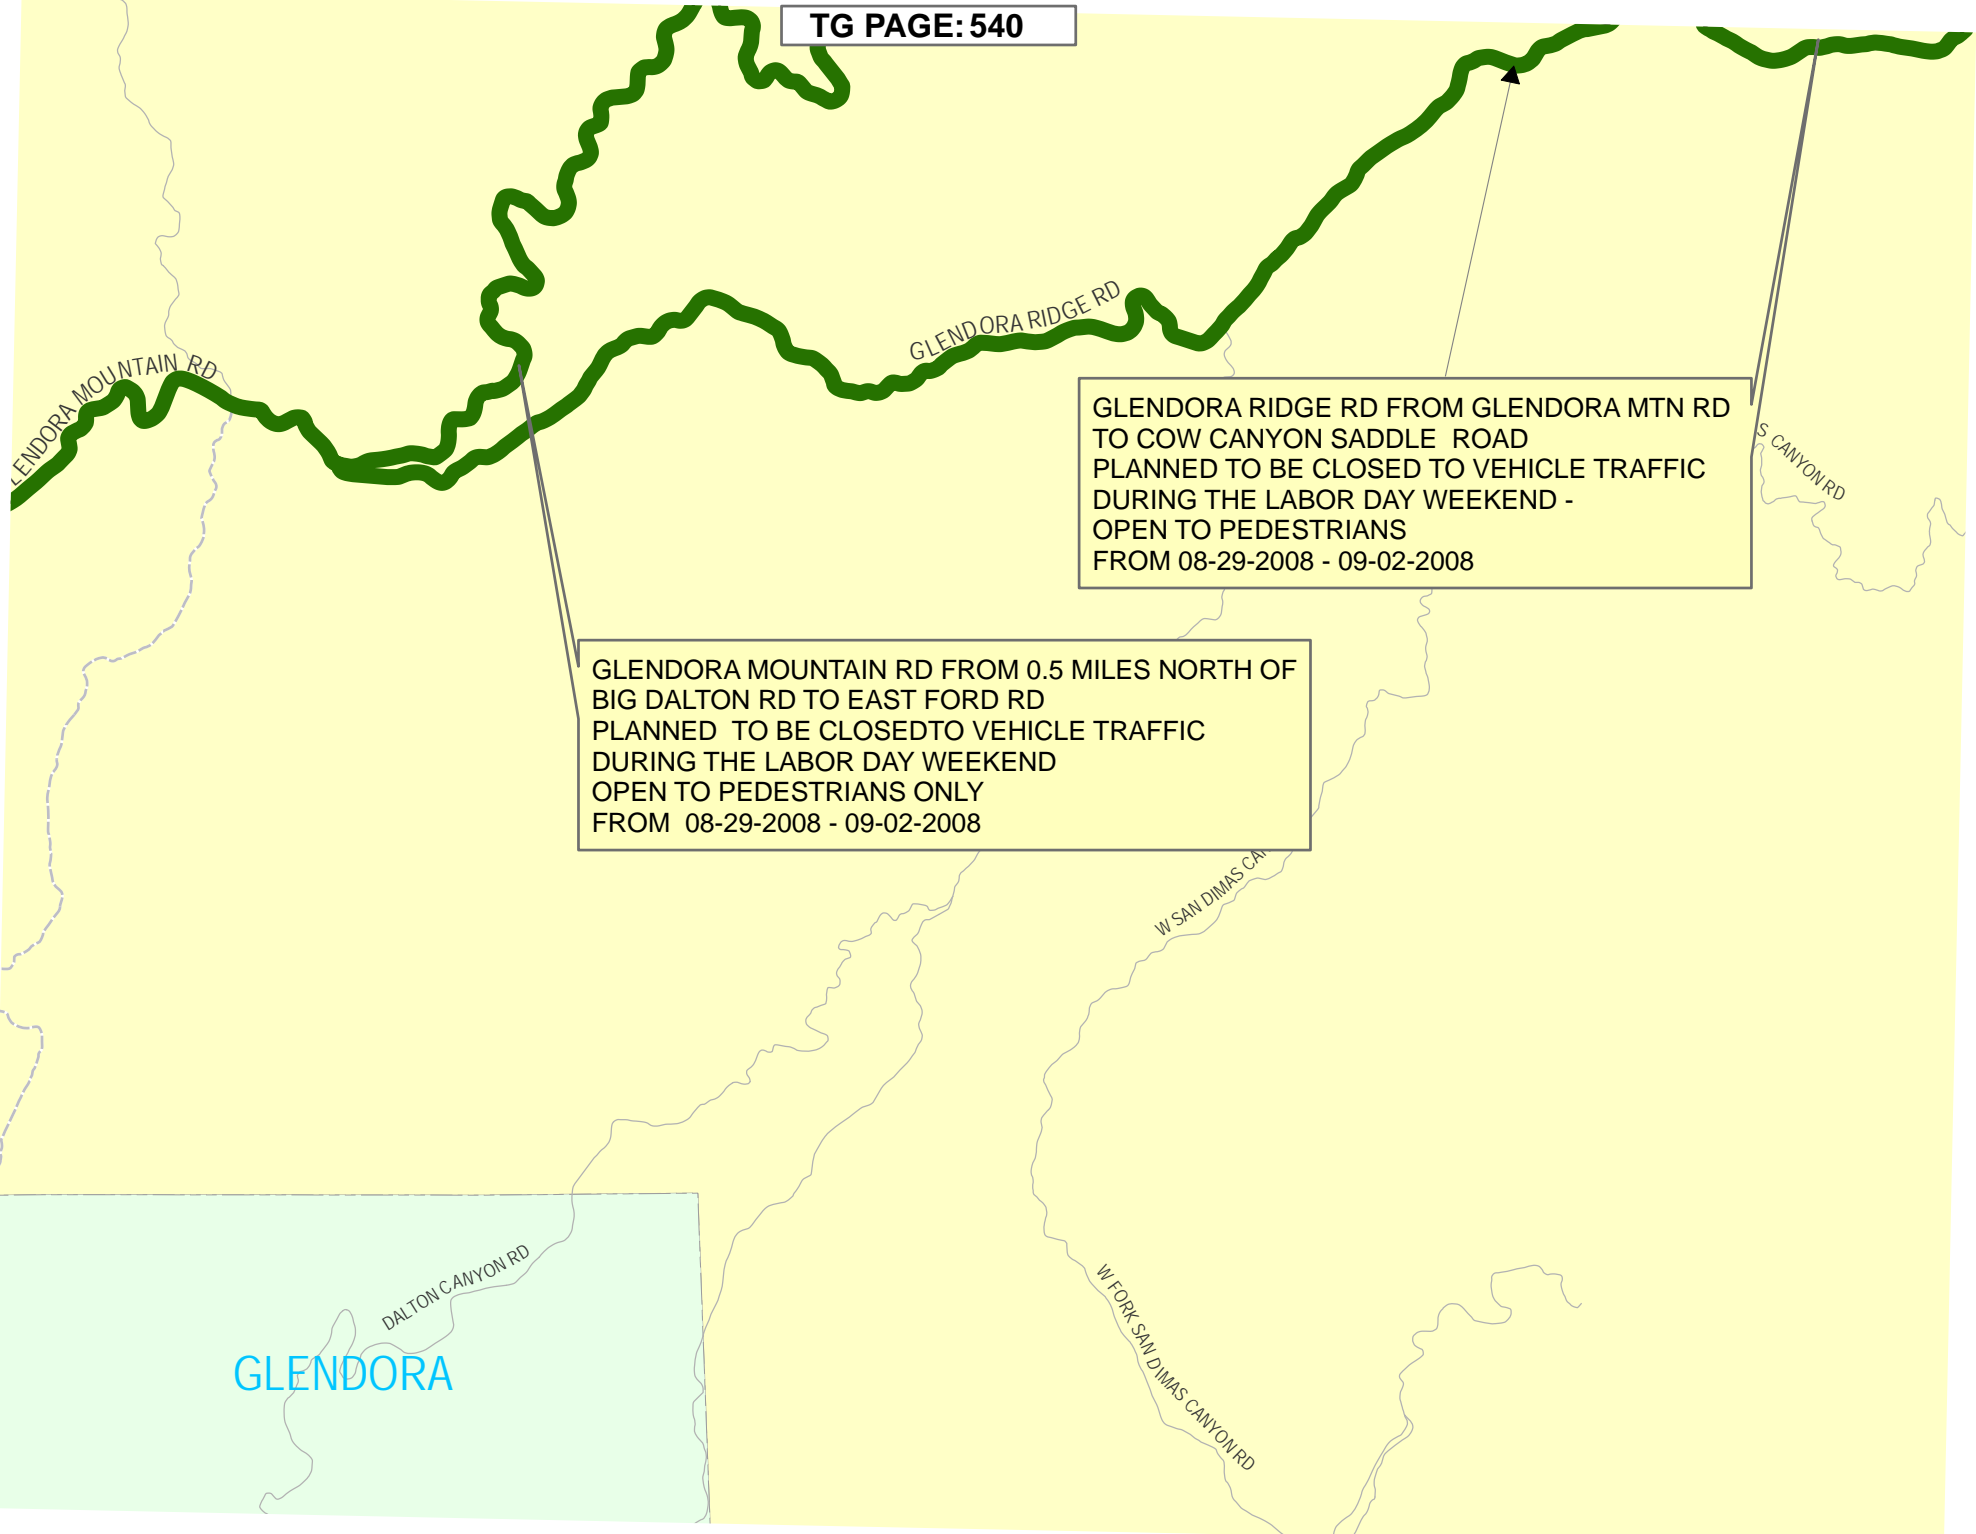 TG PAGE: 540
GLENDORA RIDGE RD
LENDORA MOUNTAIN RD
GLENDORA RIDGE RD FROM GLENDORA MTN RD
TO COW CANYON SADDLE ROAD
PLANNED TO BE CLOSED TO VEHICLE TRAFFIC
DURING THE LABOR DAY WEEKEND -
OPEN TO PEDESTRIANS
FROM 08-29-2008 - 09-02-2008
S CANYON RD
GLENDORA MOUNTAIN RD FROM 0.5 MILES NORTH OF
BIG DALTON RD TO EAST FORD RD
PLANNED TO BE CLOSEDTO VEHICLE TRAFFIC
DURING THE LABOR DAY WEEKEND
OPEN TO PEDESTRIANS ONLY
FROM 08-29-2008 - 09-02-2008
W SAN DIMAS CA
DALTON CANYON RD
W FORK SAN DIMAS CANYON RD
GLENDORA